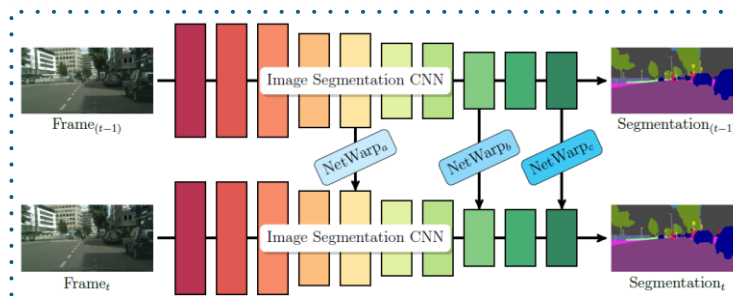 Image Segmentation CNN
Frame(t-1)
Segmentation(t-1)
NetWarpa
NetWarpb
NetWarpc
Image Segmentation CNN
Framet
Segmentationt